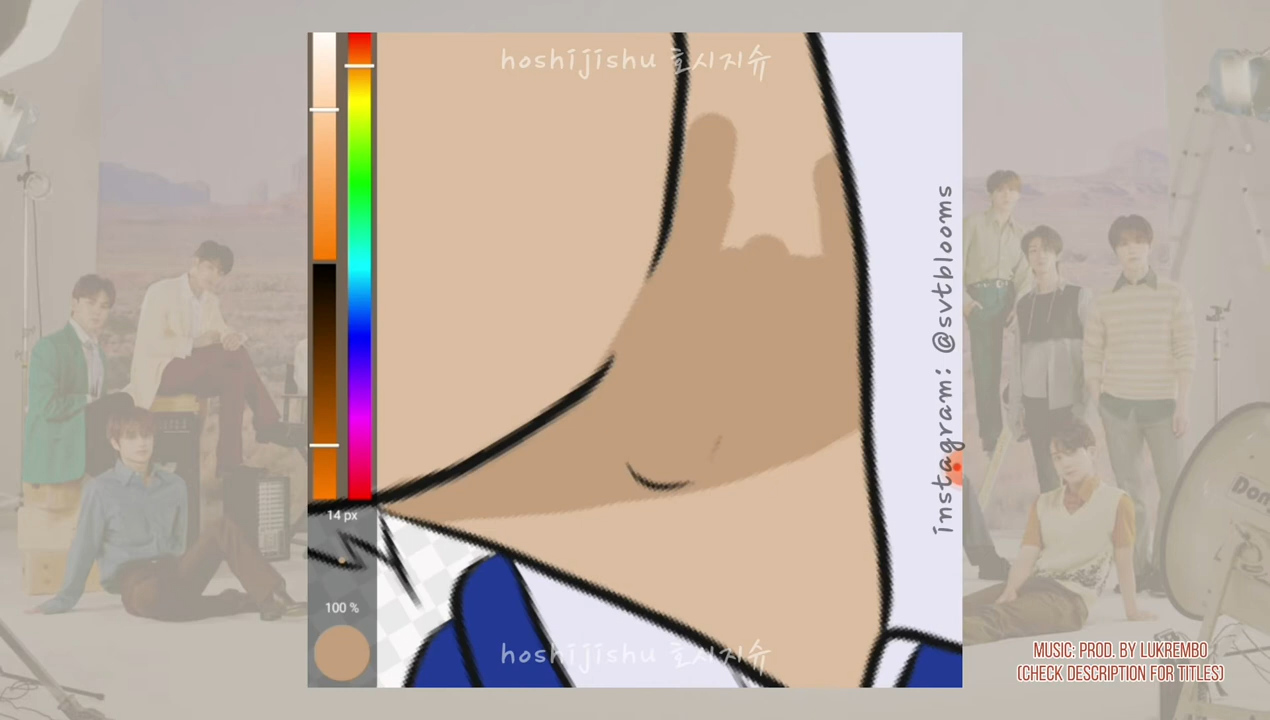 hoshijishu 호시지슈
instagram: @svtblooms
14 px
100 %
hoshijishu 호시지슈
MUSIC: PROD. BY LUKREMBO
(CHECK DESCRIPTION FOR TITLES)